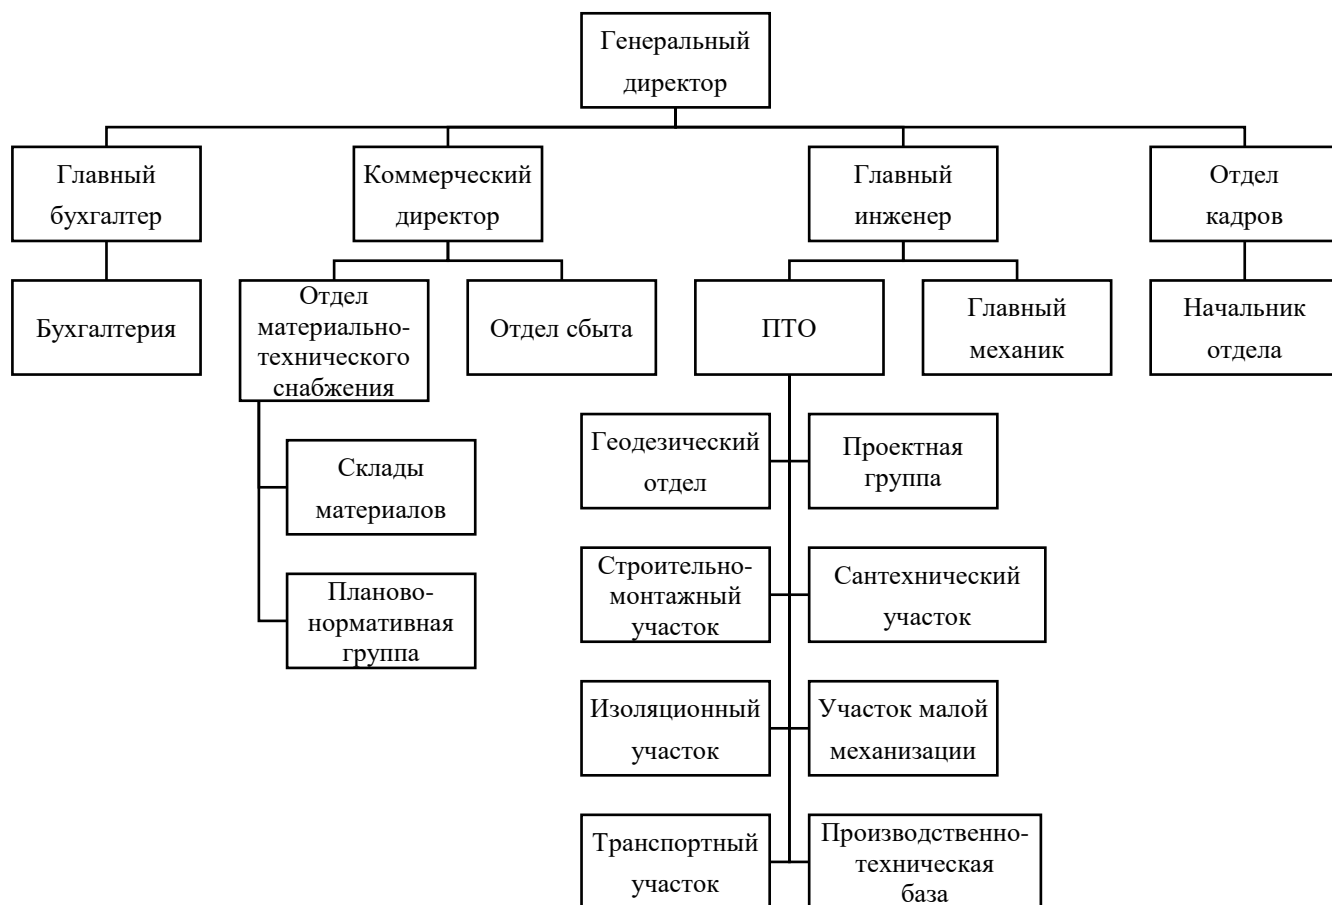 Генеральный
директор
Главный
бухгалтер
Коммерческий
директор
Главный
инженер
Отдел
кадров
Бухгалтерия
Отдел
материально-
технического
снабжения
Отдел сбыта
ПТО
Главный
механик
Начальник
отдела
Геодезический
отдел
Проектная
группа
Склады
материалов
Строительно-
монтажный
участок
Сантехнический
участок
Планово-
нормативная
группа
Изоляционный
участок
Участок малой
механизации
Транспортный
участок
Производственно-
техническая
база